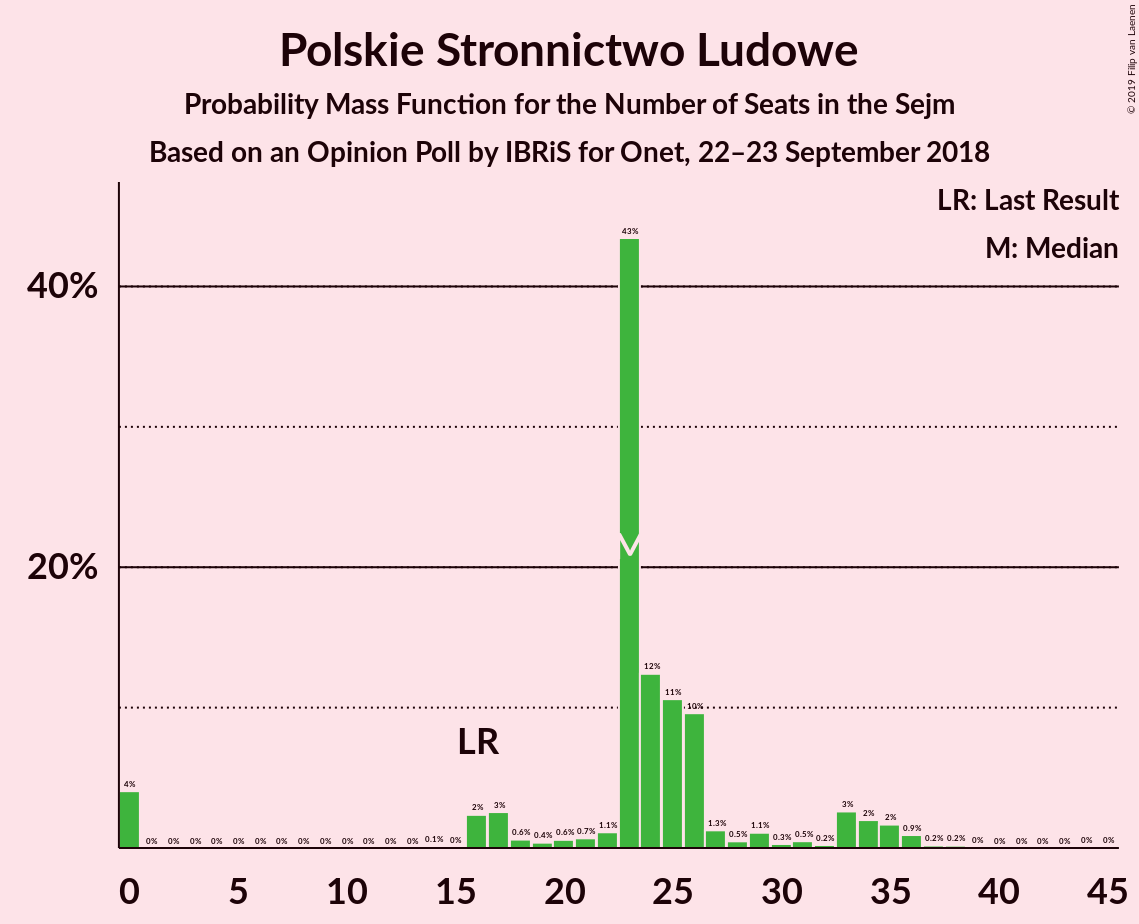 Polskie Stronnictwo Ludowe
Probability Mass Function for the Number of Seats in the Sejm
Based on an Opinion Poll by IBRiS for Onet, 22–23 September 2018
© 2019 Filip van Laenen
LR: Last Result
M: Median
40%
20%
LR
4% 0% 0% 0% 0% 0% 0% 0% 0% 0% 0% 0% 0% 0% 0.1% 0% 2% 3% 0.6% 0.4% 0.6% 0.7% 1.1% 43% 12% 11% 10% 1.3% 0.5% 1.1% 0.3% 0.5% 0.2% 3% 2% 2% 0.9% 0.2% 0.2% 0% 0% 0% 0% 0% 0% 0%
0 5 10 15 20 25 30 35 40 45